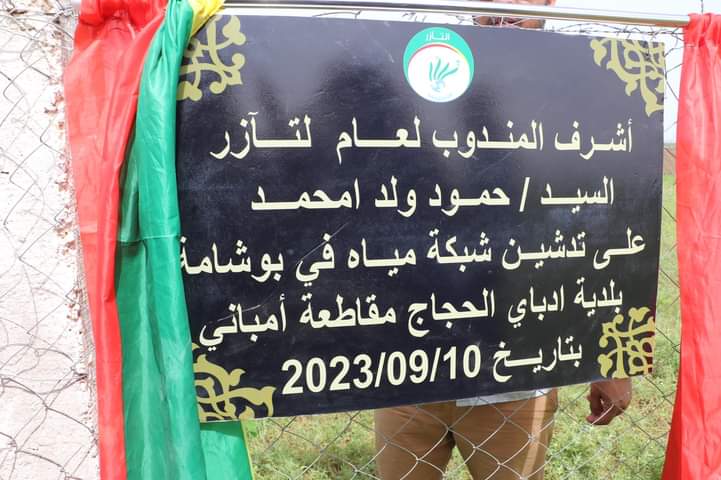 التآزر
أشرف المندوب لعام لتآزر
السيد / حمود ولد امحمد
على تدشين شبكة مياه في بوشامة
بلدية ادباي الحجاج مقاطعة أمباني
بتاريخ 2023/09/10